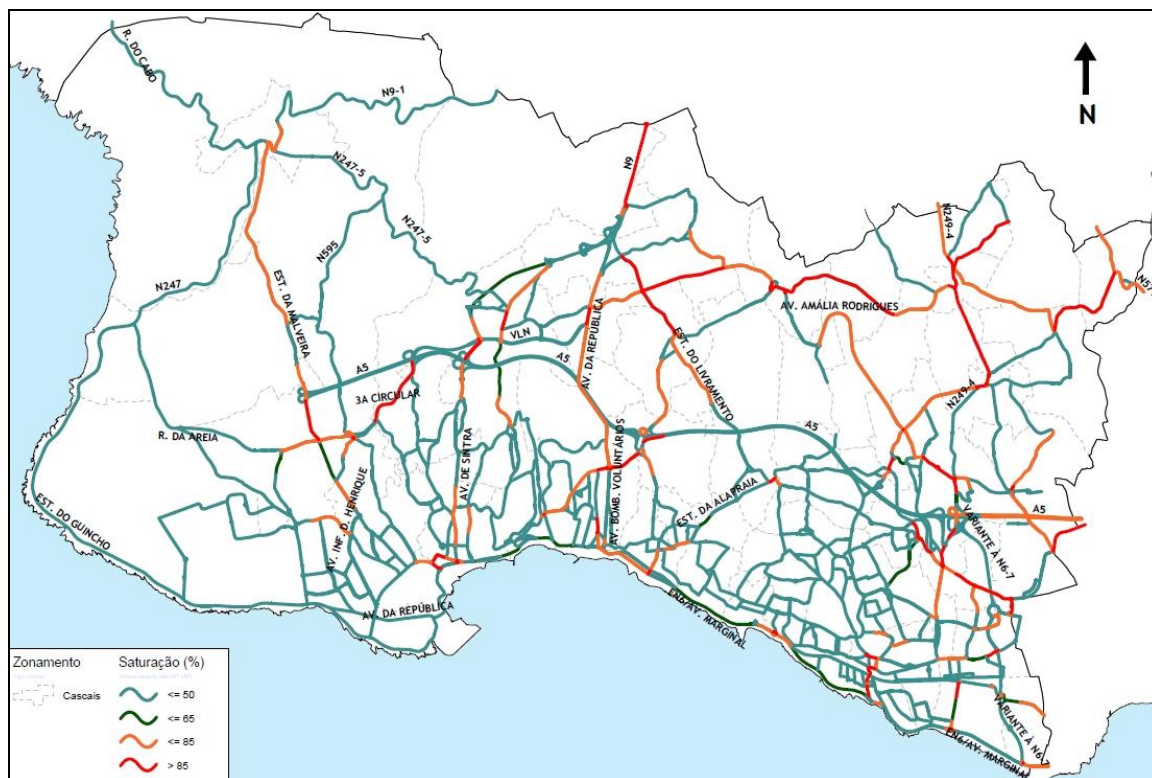 R. DO CABO
N9-1
N
N9
N247-5
N247-5
N249-4
N595
N247
EST. DA MALVEIRA
AV. AMÁLIA RODRIGUES
VLN
AV. DA REPÚBLICA
EST. DO LIVRAMENTO
A5
A5
3A CIRCULAR
N249-4
R. DA AREIA
A5
AV. DE SINTRA
AV. BOMB. VOLUNTÁRIOS
AV. INF. D. HENRIQUE
EST. DA ALAPRAIA
EST. DO GUINCHO
A5
VARIANTE À N6-7
AV. DA REPÚBLICA
EN6/AV. MARGINAL
VARIANTE À N6-7
EN6/AV. MARGINAL
Zonamento
Saturação (%)
Cascais
<= 50
<= 65
<= 85
> 85